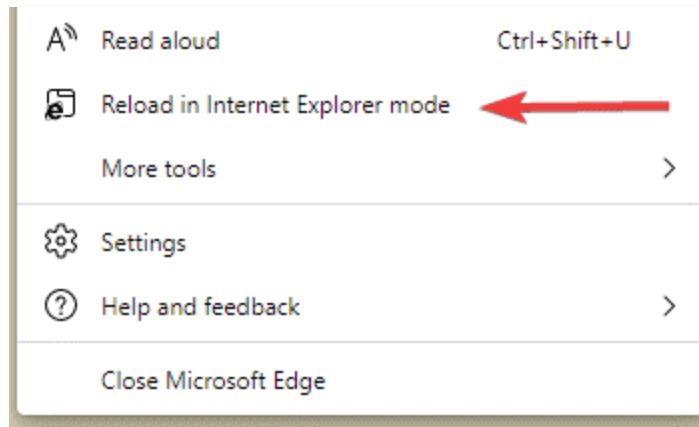 Read aloud Ctrl+Shift+U
Reload in Internet Explorer mode
More tools
Settings
Help and feedback
Close Microsoft Edge